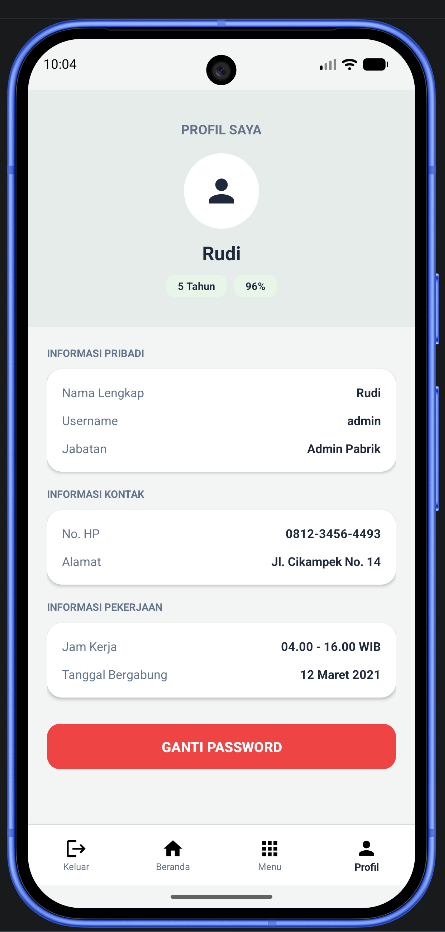 10:04
PROFIL SAYA
Rudi
5 Tahun 96%
INFORMASI PRIBADI
Nama Lengkap Rudi
Username admin
Jabatan Admin Pabrik
INFORMASI KONTAK
No. HP 0812-3456-4493
Alamat Jl. Cikampek No. 14
INFORMASI PEKERJAAN
Jam Kerja 04.00 - 16.00 WIB
Tanggal Bergabung 12 Maret 2021
GANTI PASSWORD
Keluar Beranda Menu Profil